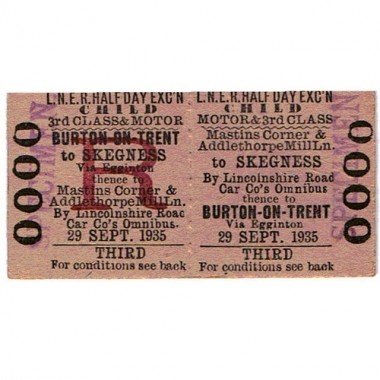 L.N.E.R. HALF DAY EXC'N
CHILD
3rd CLASS & MOTOR
BURTON-ON-TRENT
to SKEGNESS
Via Egginton
thence to
Mastins Corner &
Addlethorpe Mill Ln.
By Lincolnshire Road
Car Co's Omnibus.
29 SEPT. 1935
THIRD
For conditions see back
0000
SPECIMEN
R
L.N.E.R. HALF DAY EXC'N
CHILD
MOTOR & 3rd CLASS
Mastins Corner &
Addlethorpe Mill Ln.
to SKEGNESS
By Lincolnshire Road
Car Co's Omnibus
thence to
BURTON-ON-TRENT
Via Egginton
29 SEPT. 1935
THIRD
For conditions see back
0000
SPECIMEN